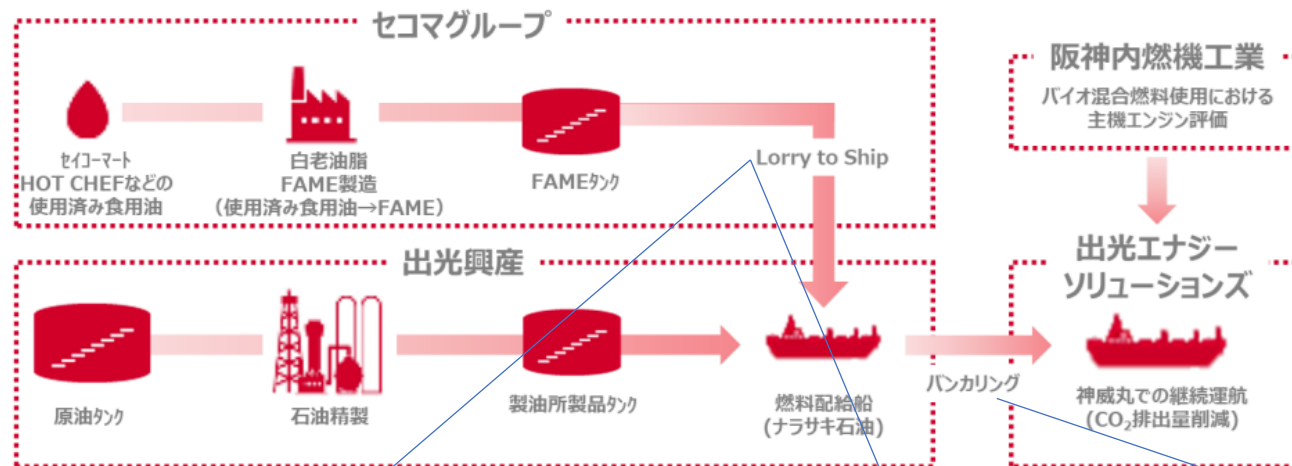 セコマグループ
セイコーマート
HOT CHEFなどの
使用済み食用油
白老油脂
FAME製造
（使用済み食用油→FAME）
FAMEタンク
Lorry to Ship
阪神内燃機工業
バイオ混合燃料使用における
主機エンジン評価
出光興産
原油タンク
石油精製
製油所製品タンク
燃料配給船
(ナラサキ石油)
バンカリング
出光エナジー
ソリューションズ
神威丸での継続運航
(CO₂排出量削減)